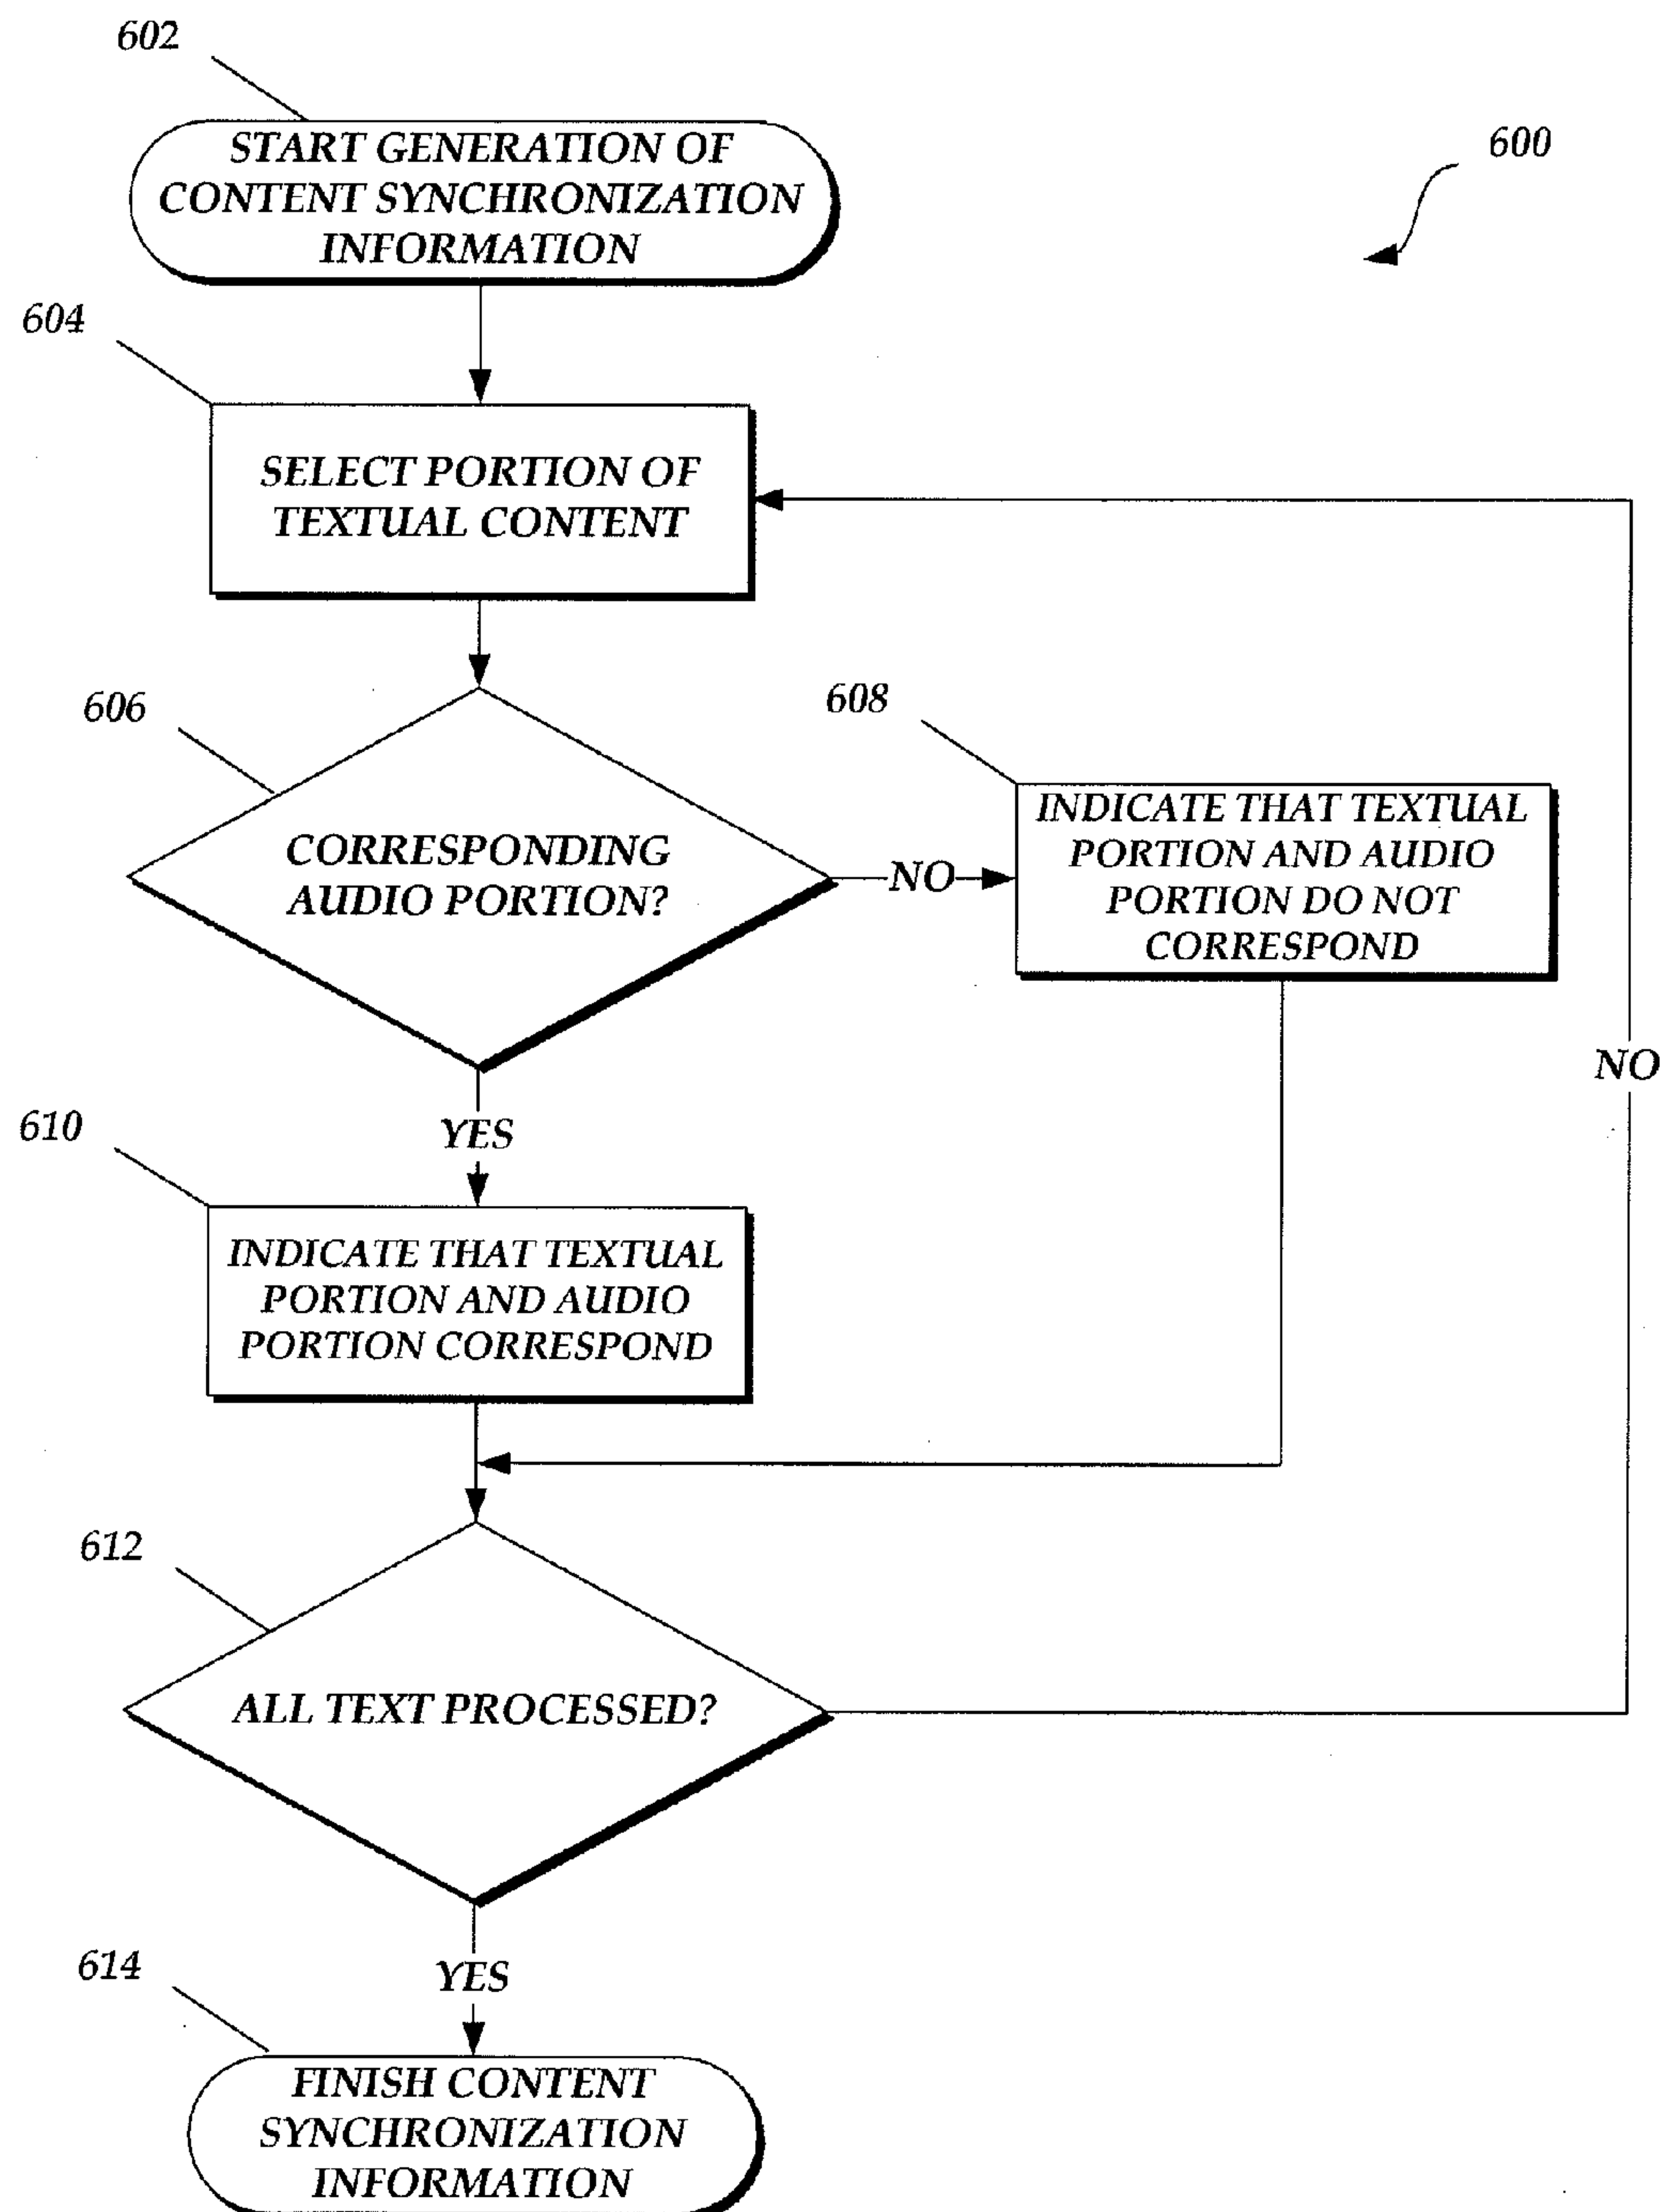 602
START GENERATION OF
CONTENT SYNCHRONIZATION
INFORMATION
600
604
SELECT PORTION OF
TEXTUAL CONTENT
606
CORRESPONDING
AUDIO PORTION?
NO
608
INDICATE THAT TEXTUAL
PORTION AND AUDIO
PORTION DO NOT
CORRESPOND
NO
YES
610
INDICATE THAT TEXTUAL
PORTION AND AUDIO
PORTION CORRESPOND
612
ALL TEXT PROCESSED?
YES
614
FINISH CONTENT
SYNCHRONIZATION
INFORMATION